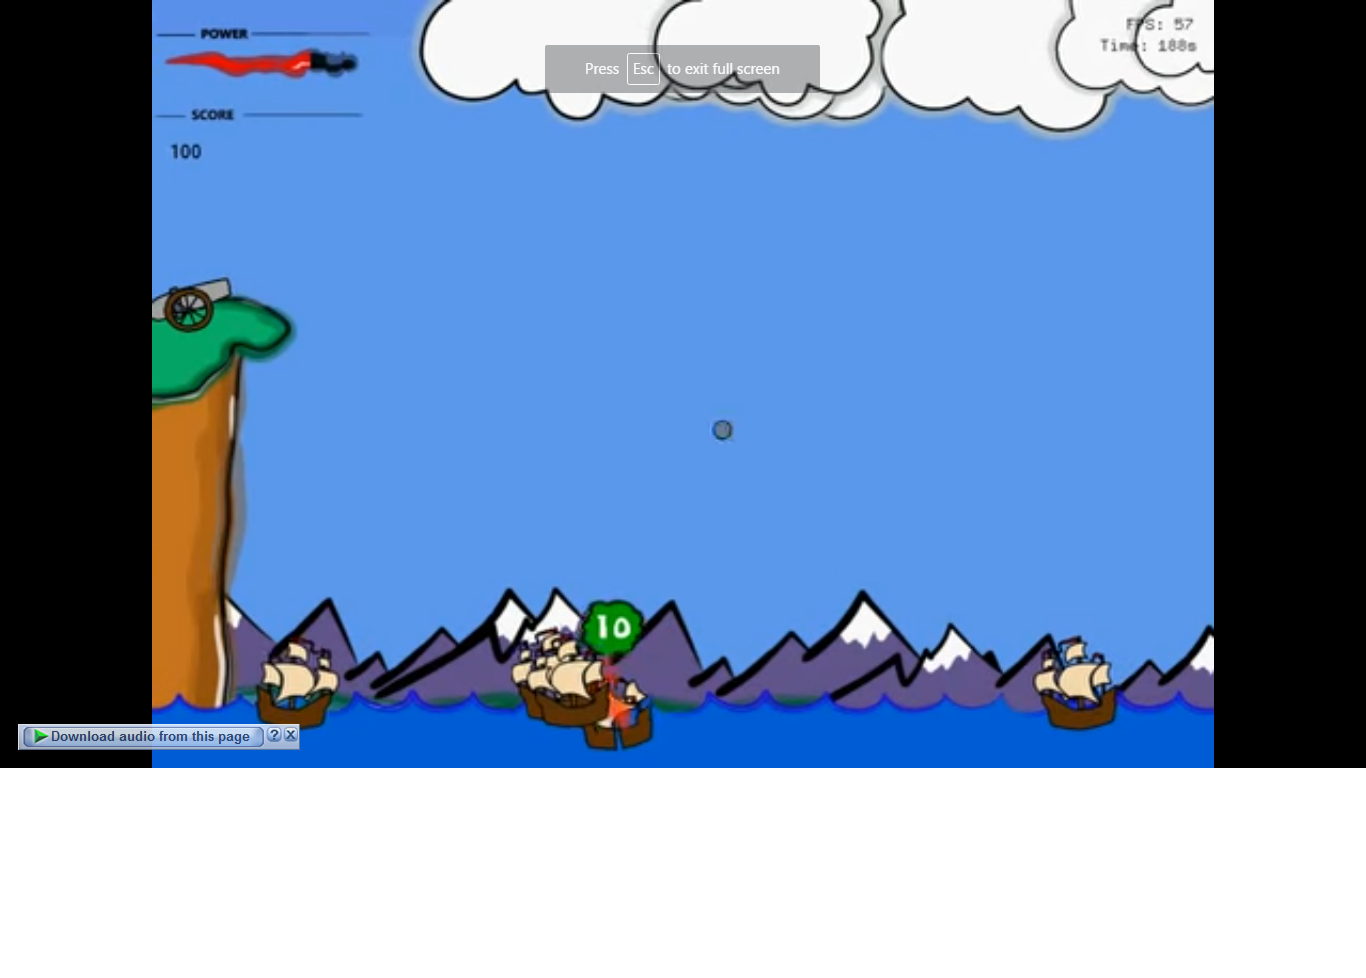 POWER
FPS: 57
Time: 188s
Press Esc to exit full screen
SCORE
100
10
Download audio from this page ? X